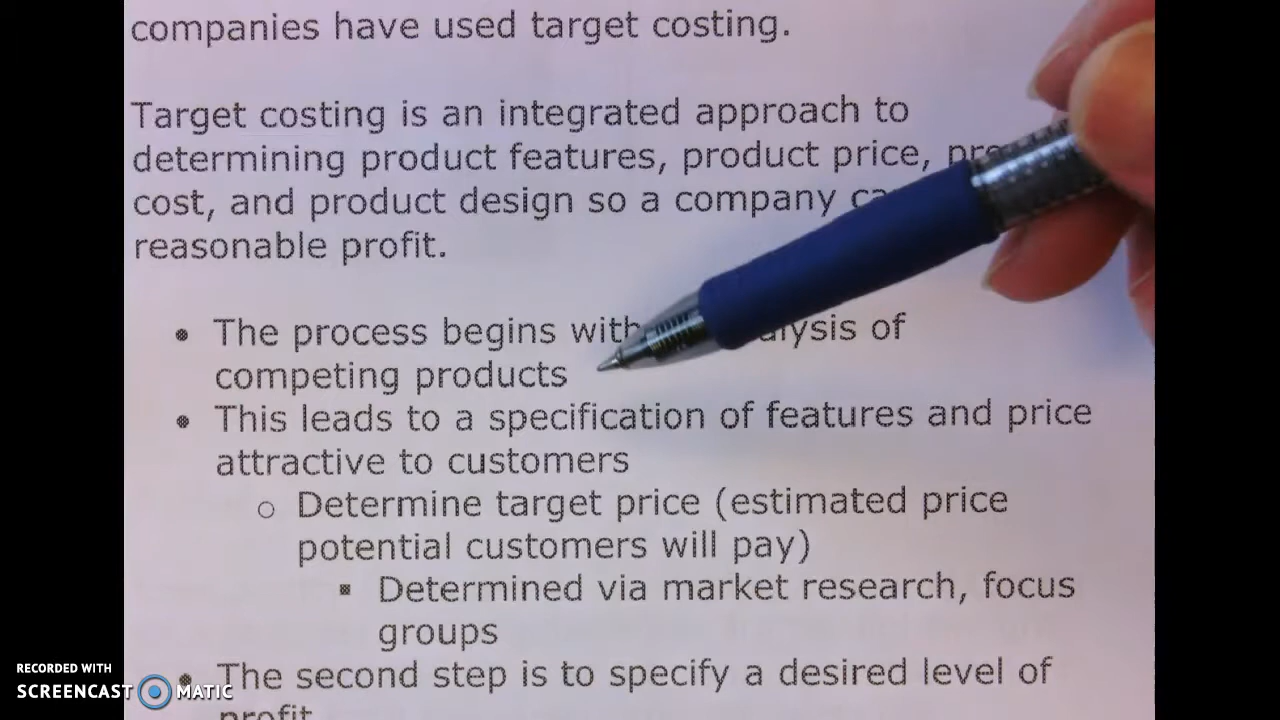 companies have used target costing.
Target costing is an integrated approach to
determining product features, product price,
cost, and product design so a company
reasonable profit.
• The process begins with of
competing products
• This leads to a specification of features and price
attractive to customers
○ Determine target price (estimated price
potential customers will pay)
▪ Determined via market research, focus
groups
• The second step is to specify a desired level of
profit
RECORDED WITH
SCREENCAST MATIC